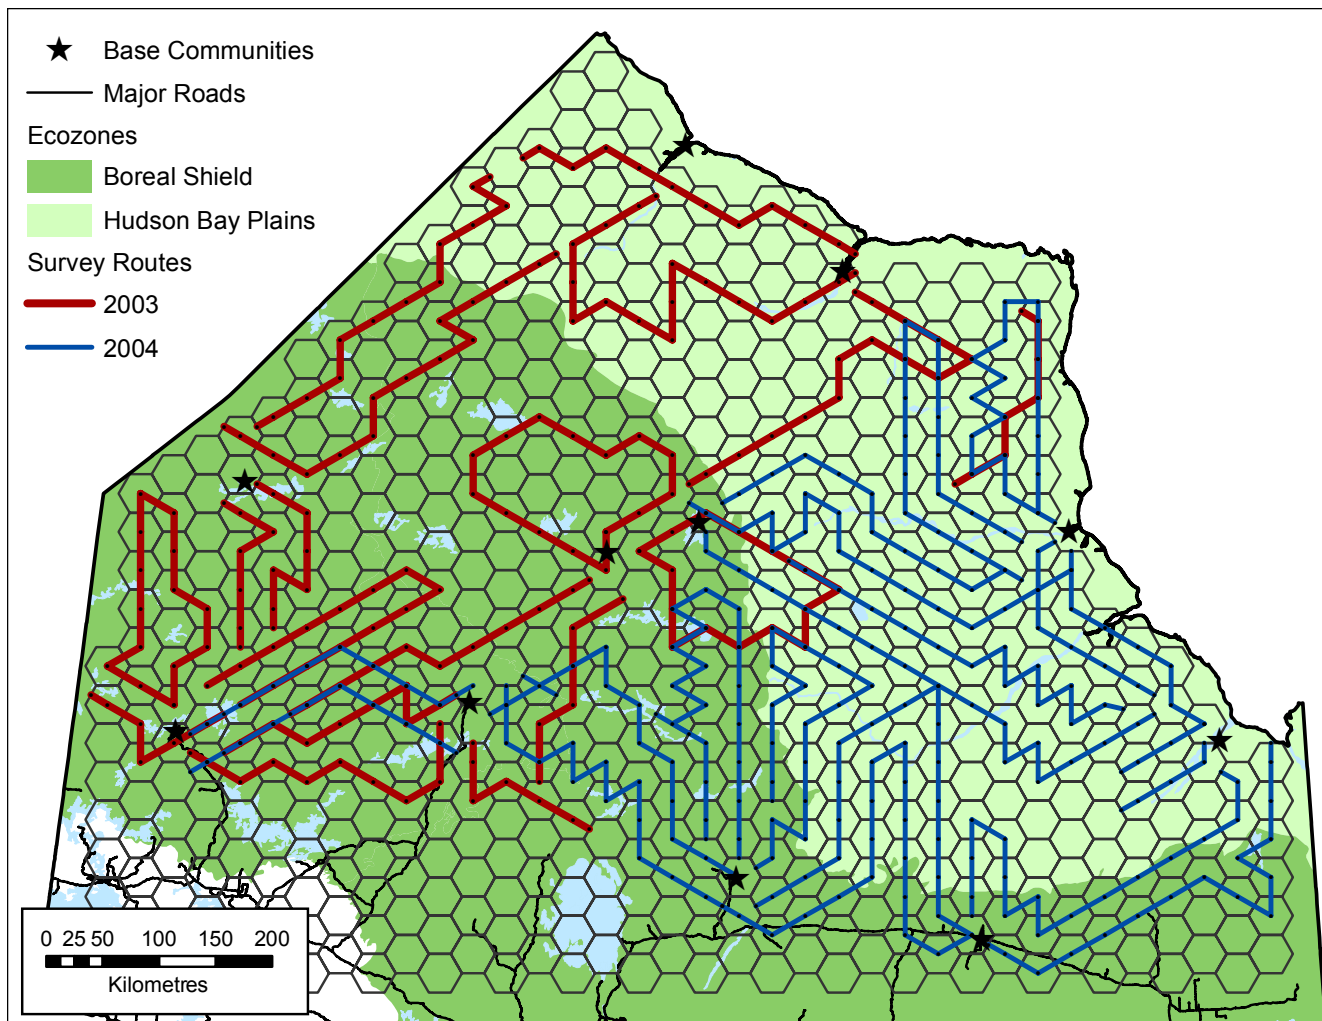 Base Communities
Major Roads
Ecozones
Boreal Shield
Hudson Bay Plains
Survey Routes
2003
2004
0 25 50 100 150 200
Kilometres